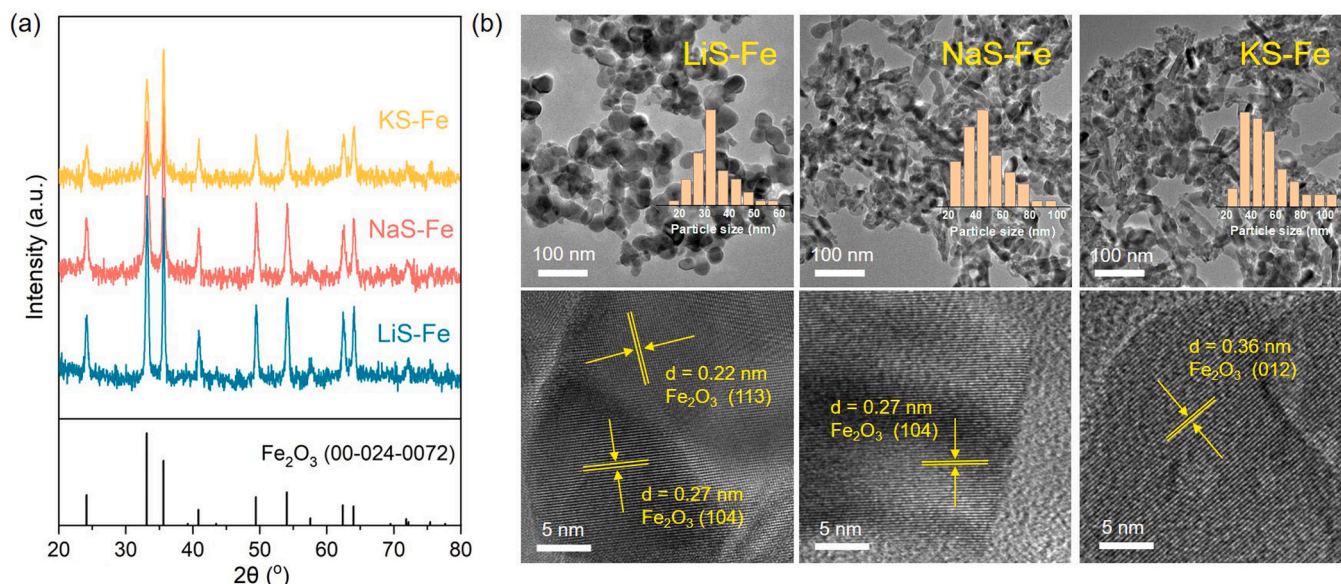 (a)
KS-Fe
NaS-Fe
LiS-Fe
Fe₂O₃ (00-024-0072)
Intensity (a.u.)
20 30 40 50 60 70 80
2θ (°)
(b)
LiS-Fe
20 30 40 50 60
Particle size (nm)
100 nm
NaS-Fe
20 40 60 80 100
Particle size (nm)
100 nm
KS-Fe
20 40 60 80 100
Particle size (nm)
100 nm
d = 0.22 nm
Fe₂O₃ (113)
d = 0.27 nm
Fe₂O₃ (104)
5 nm
d = 0.27 nm
Fe₂O₃ (104)
5 nm
d = 0.36 nm
Fe₂O₃ (012)
5 nm